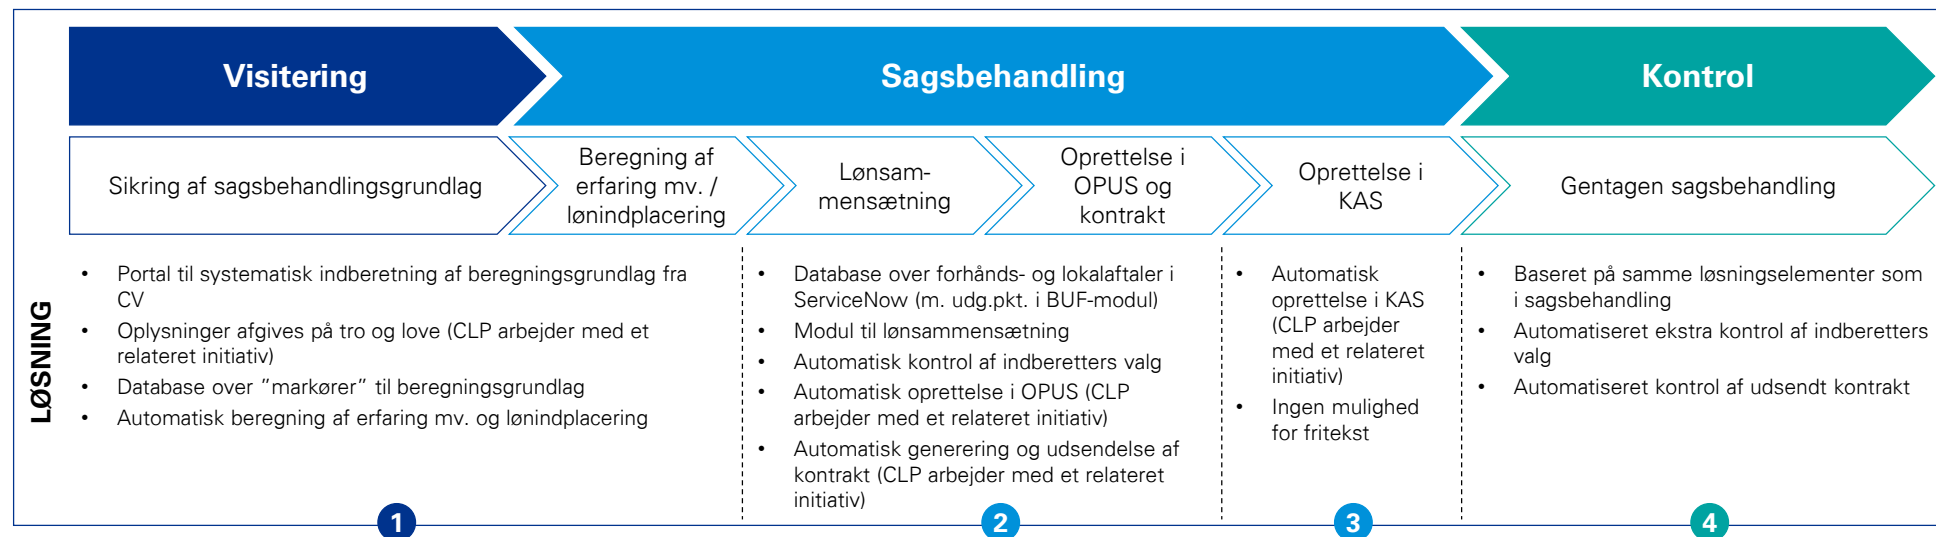 Visitering
Sagsbehandling
Kontrol
Sikring af sagsbehandlingsgrundlag
Beregning af
erfaring mv. /
lønindplacering
Lønsam-
mensætning
Oprettelse i
OPUS og
kontrakt
Oprettelse i
KAS
Gentagen sagsbehandling
LØSNING
• Portal til systematisk indberetning af beregningsgrundlag fra
CV
• Oplysninger afgives på tro og love (CLP arbejder med et
relateret initiativ)
• Database over ”markører” til beregningsgrundlag
• Automatisk beregning af erfaring mv. og lønindplacering
1
• Database over forhånds- og lokalaftaler i
ServiceNow (m. udg.pkt. i BUF-modul)
• Modul til lønsammensætning
• Automatisk kontrol af indberetters valg
• Automatisk oprettelse i OPUS (CLP
arbejder med et relateret initiativ)
• Automatisk generering og udsendelse af
kontrakt (CLP arbejder med et relateret
initiativ)
2
• Automatisk
oprettelse i KAS
(CLP arbejder
med et relateret
initiativ)
• Ingen mulighed
for fritekst
3
• Baseret på samme løsningselementer som
i sagsbehandling
• Automatiseret ekstra kontrol af indberetters
valg
• Automatiseret kontrol af udsendt kontrakt
4